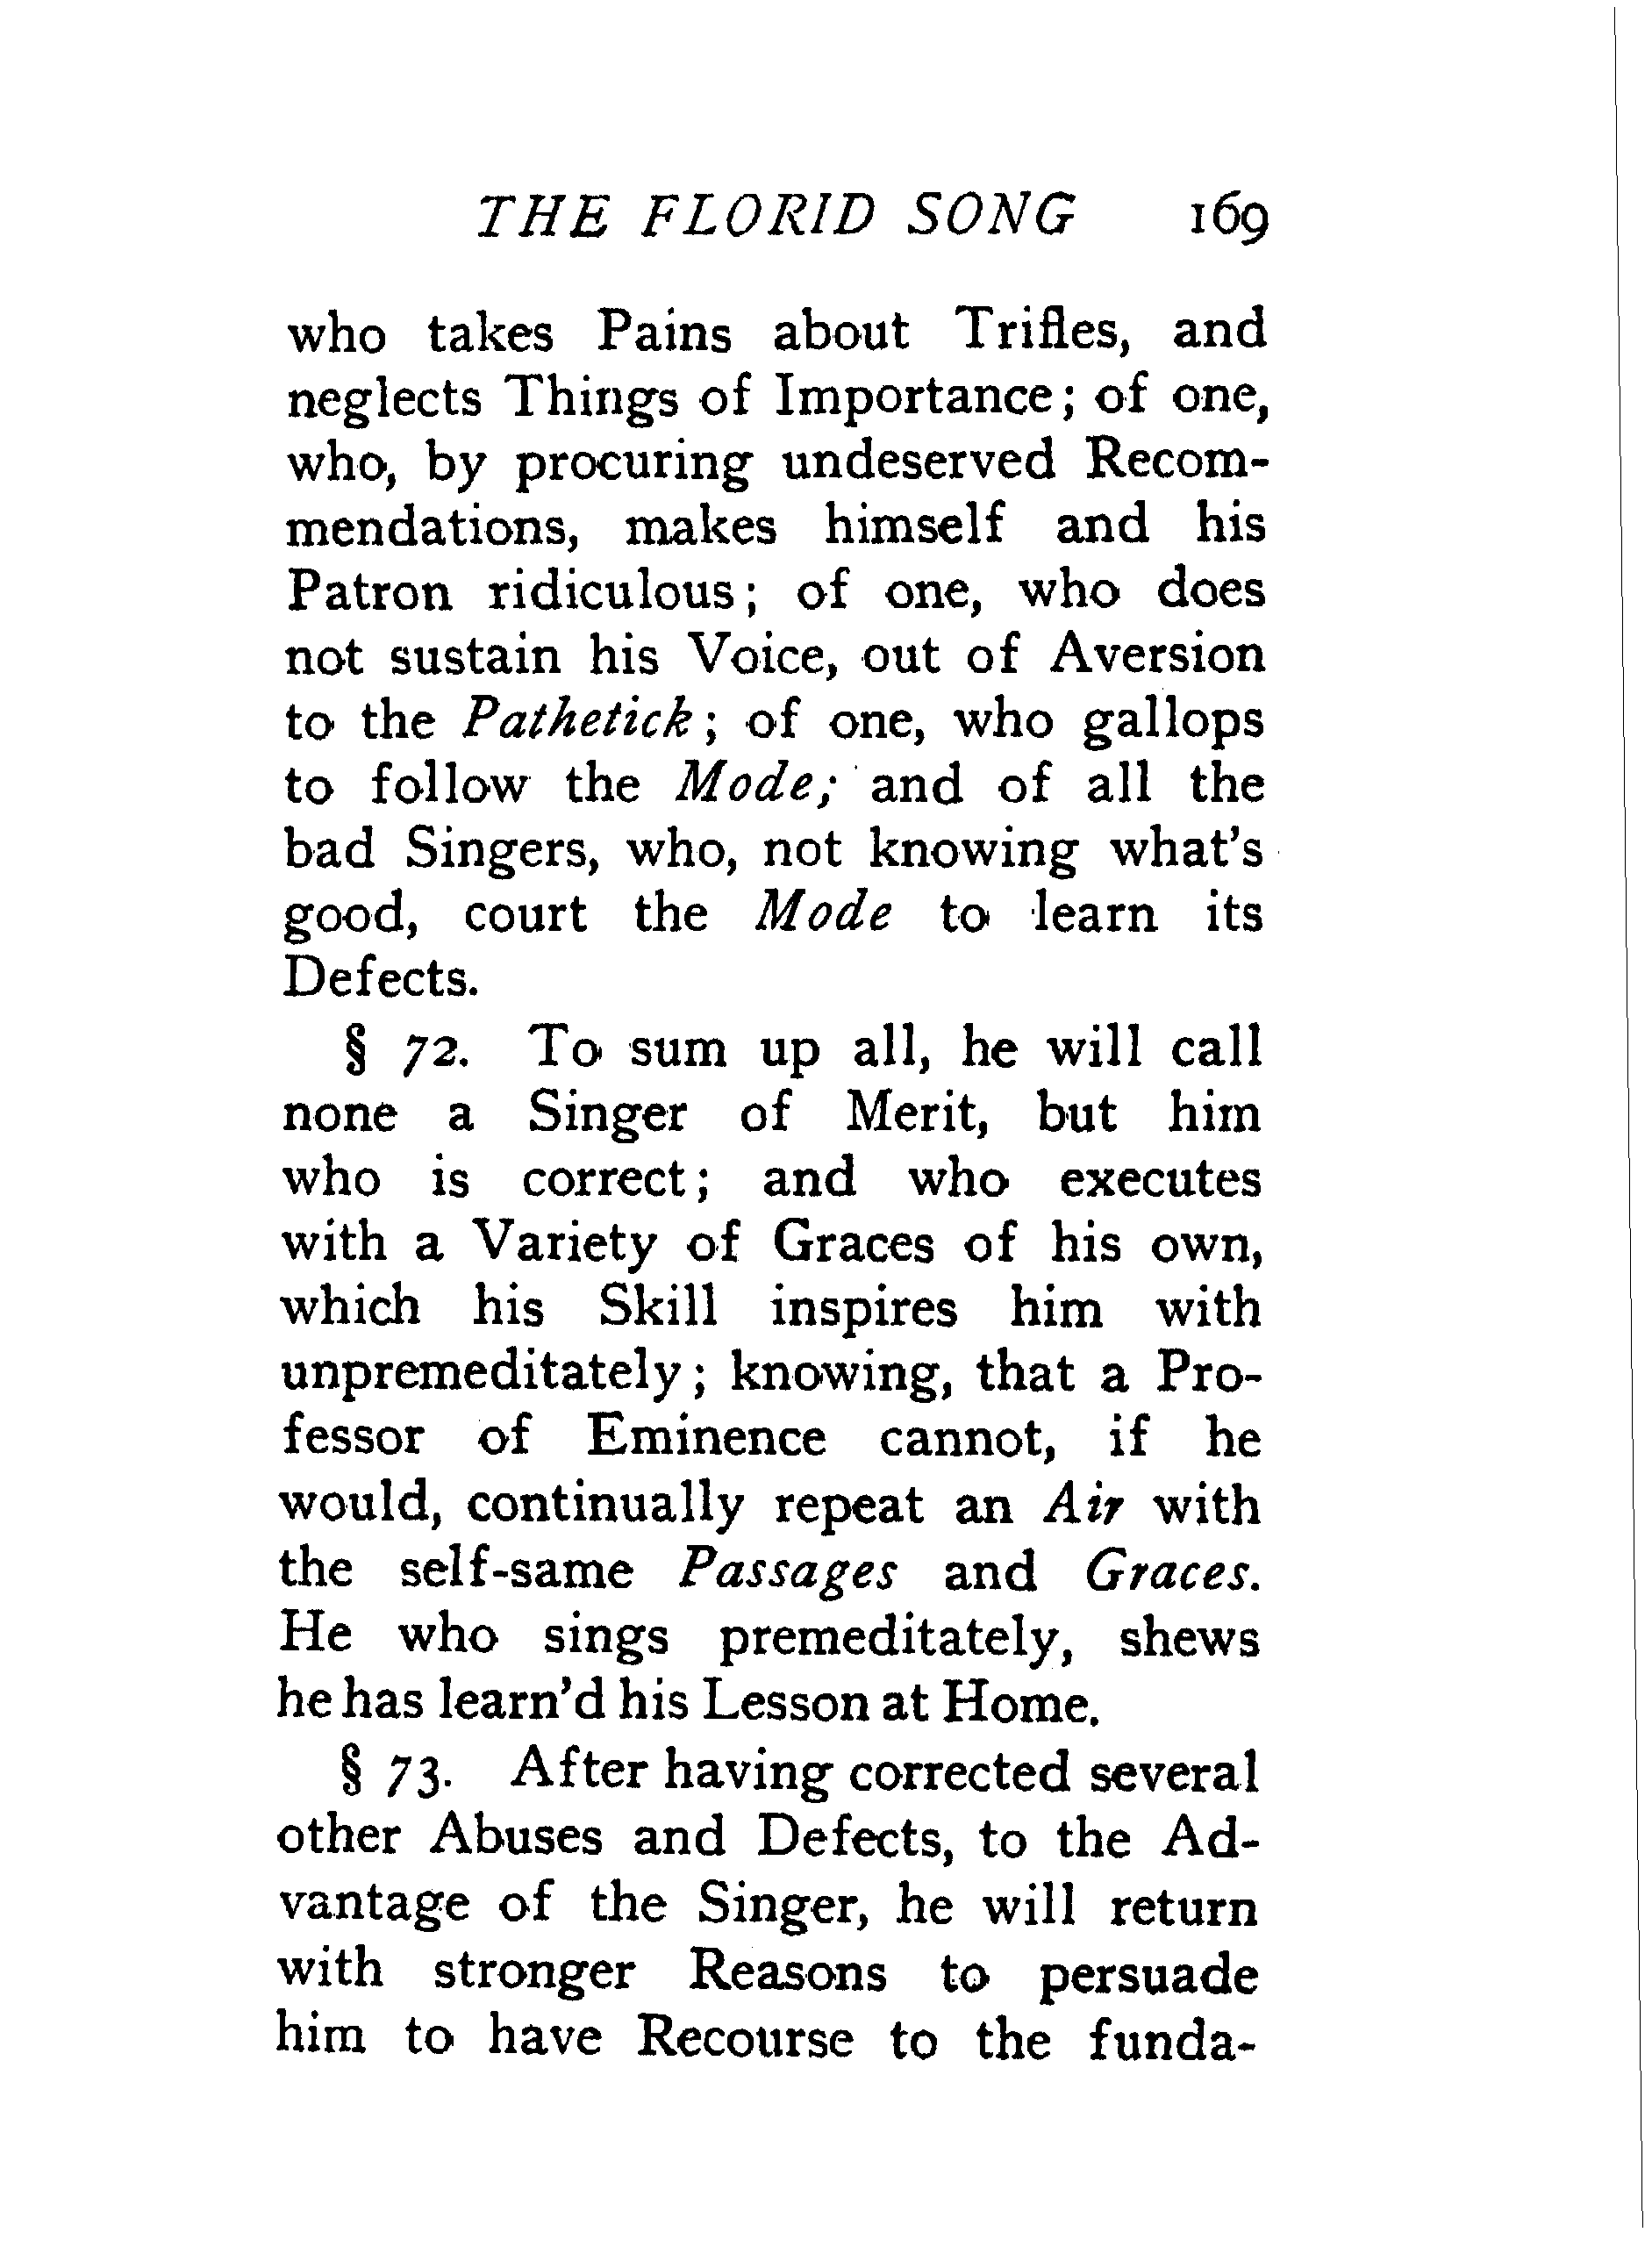 THE FLORID SONG 169
who takes Pains about Trifles, and
neglects Things of Importance; of one,
who, by procuring undeserved Recom-
mendations, makes himself and his
Patron ridiculous; of one, who does
not sustain his Voice, out of Aversion
to the Pathetick; of one, who gallops
to follow the Mode; and of all the
bad Singers, who, not knowing what's
good, court the Mode to learn its
Defects.
§ 72. To sum up all, he will call
none a Singer of Merit, but him
who is correct; and who executes
with a Variety of Graces of his own,
which his Skill inspires him with
unpremeditately; knowing, that a Pro-
fessor of Eminence cannot, if he
would, continually repeat an Air with
the self-same Passages and Graces.
He who sings premeditately, shews
he has learn'd his Lesson at Home.
§ 73. After having corrected several
other Abuses and Defects, to the Ad-
vantage of the Singer, he will return
with stronger Reasons to persuade
him to have Recourse to the funda-